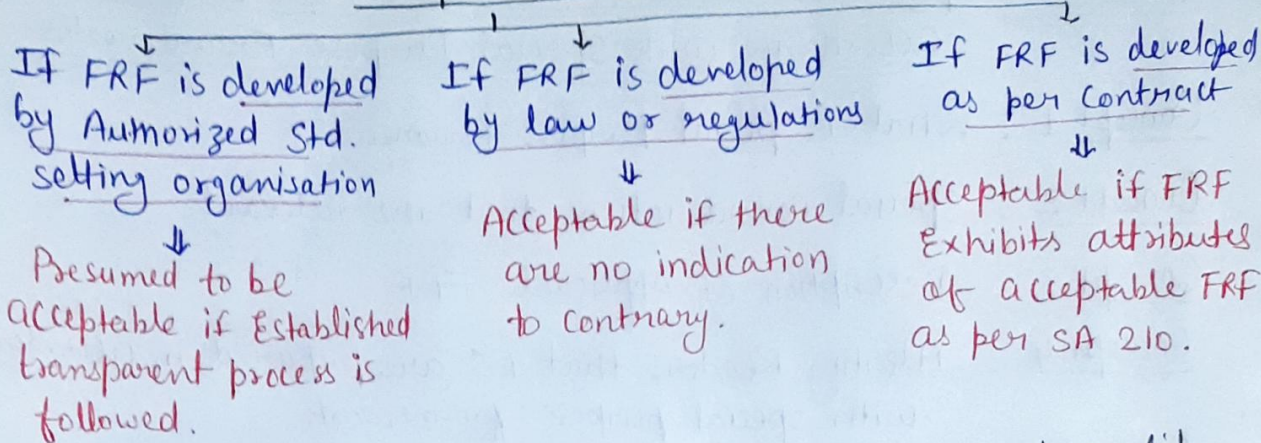 If FRF is developed
by Aumorized Std.
setting organisation
⇓
Presumed to be
acceptable if Established
transparent process is
followed.
If FRF is developed
by law or regulations
⇓
Acceptable if there
are no indication
to contrary.
If FRF is developed
as per Contract
⇓
Acceptable if FRF
Exhibits attributes
of acceptable FRF
as per SA 210.